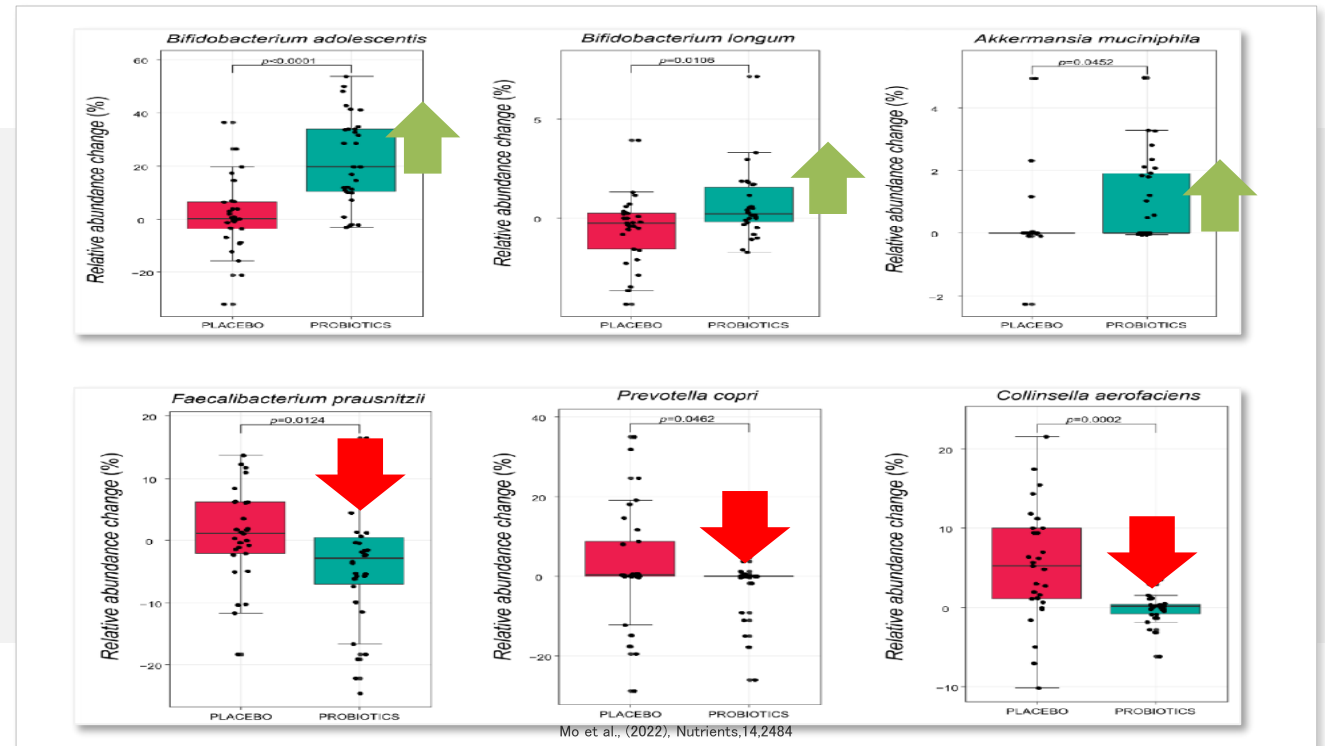 Bifidobacterium adolescentis
Bifidobacterium longum
Akkermansia muciniphila
Relative abundance change (%)
60
40
20
0
−20
p<0.0001
PLACEBO
PROBIOTICS
Relative abundance change (%)
5
0
p=0.0106
PLACEBO
PROBIOTICS
Relative abundance change (%)
4
2
0
−2
p=0.0452
PLACEBO
PROBIOTICS
Faecalibacterium prausnitzii
Prevotella copri
Collinsella aerofaciens
Relative abundance change (%)
20
10
0
−10
−20
p=0.0124
PLACEBO
PROBIOTICS
Relative abundance change (%)
40
20
0
−20
p=0.0462
PLACEBO
PROBIOTICS
Relative abundance change (%)
20
10
0
−10
p=0.0002
PLACEBO
PROBIOTICS
Mo et al., (2022), Nutrients,14,2484